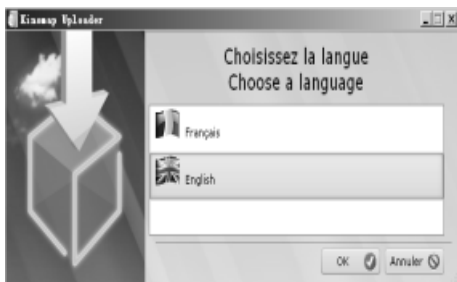 Kinomap Uploader
Choisissez la langue
Choose a language
Français
English
OK
Annuler